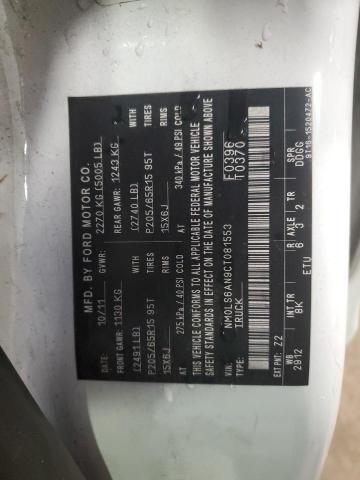 MFD. BY FORD MOTOR CO.
DATE: 10/11 GVWR: 2270 KG (5005 LB)
FRONT GAWR: 1130 KG REAR GAWR: 1243 KG
(2491 LB) (2740 LB)
P205/65R15 95T TIRES P205/65R15 95T TIRES
15X6J RIMS 15X6J RIMS
AT 275 kPa/ 40 PSI COLD AT 340 kPa/ 49 PSI COLD
THIS VEHICLE CONFORMS TO ALL APPLICABLE FEDERAL MOTOR VEHICLE
SAFETY STANDARDS IN EFFECT ON THE DATE OF MANUFACTURE SHOWN ABOVE
VIN: NM0LS6AN9CT081553 F0396
TYPE: TRUCK T0370
EXT PNT: Z2
WB INT TR R AXLE TR SPR
2912 8K 6 3 2 DDGG
ETU 9T16-1520472-AC